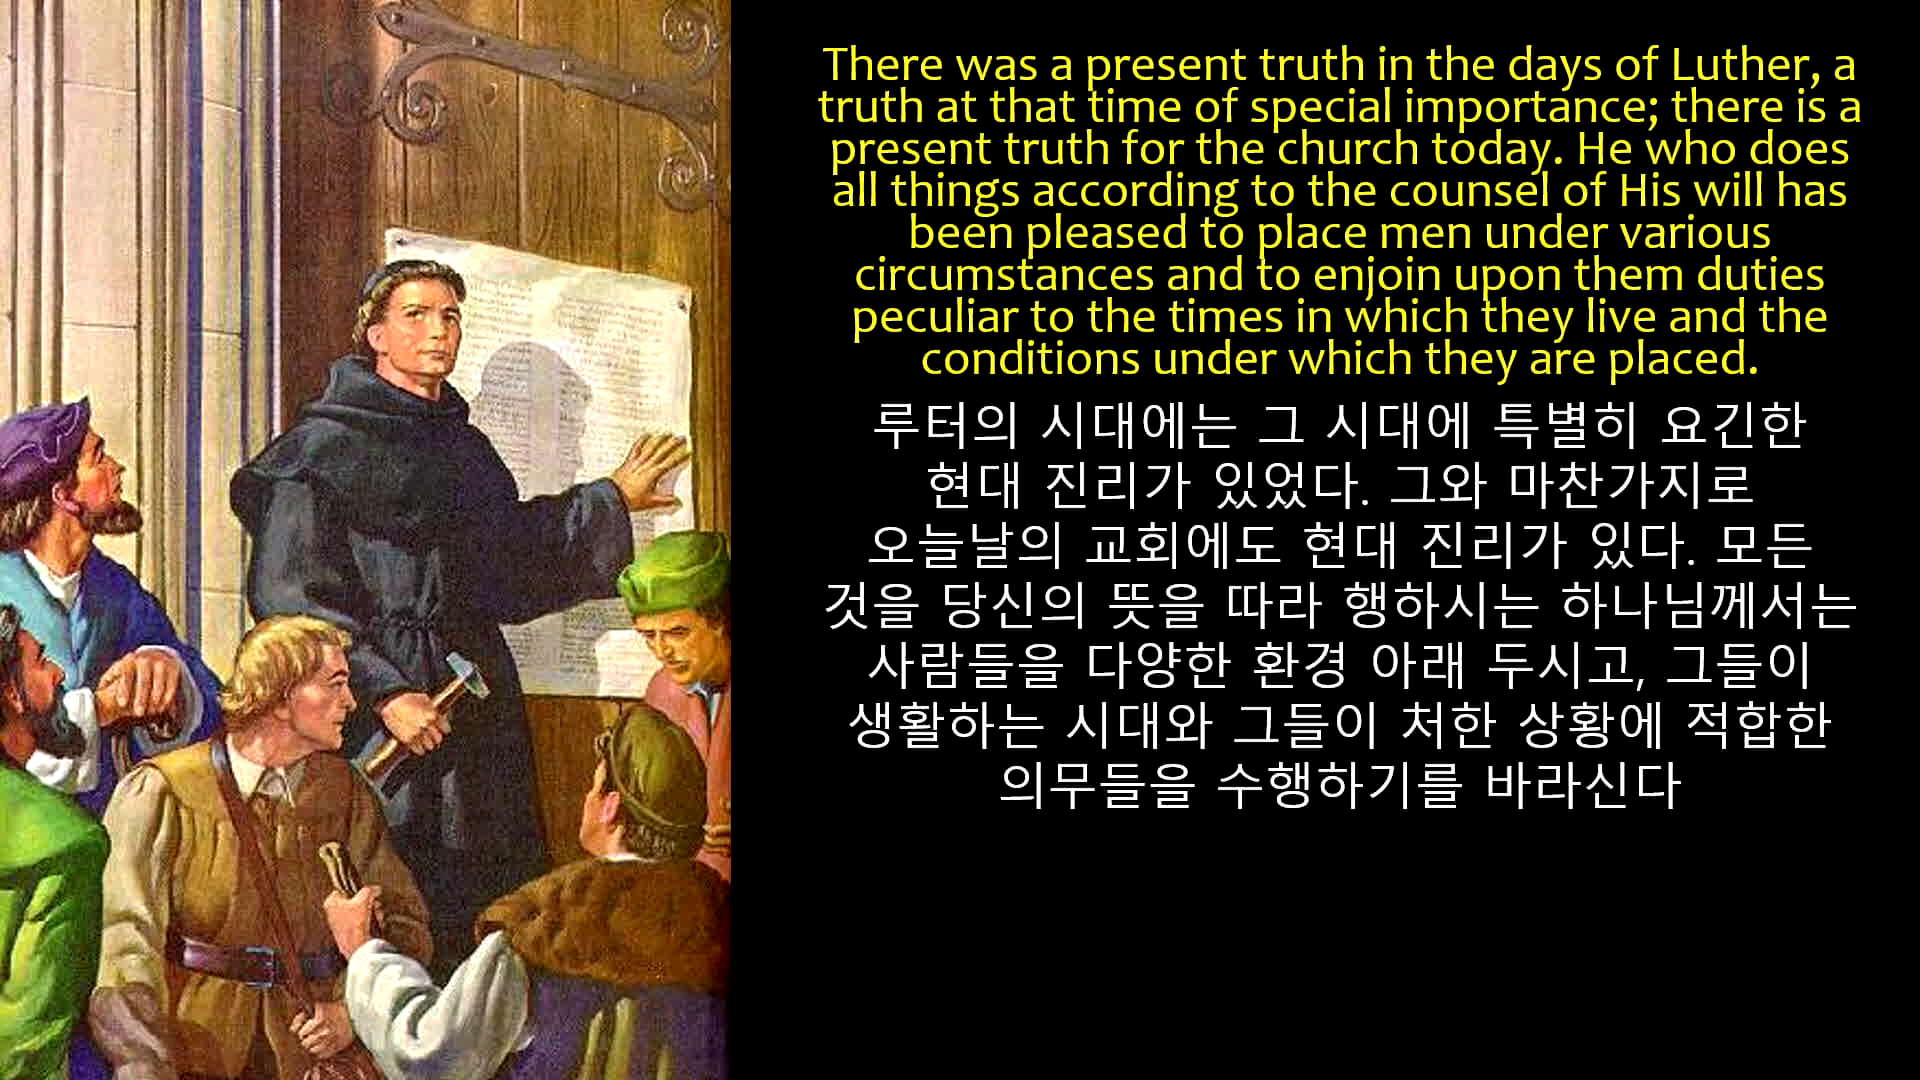 There was a present truth in the days of Luther, a
truth at that time of special importance; there is a
present truth for the church today. He who does
all things according to the counsel of His will has
been pleased to place men under various
circumstances and to enjoin upon them duties
peculiar to the times in which they live and the
conditions under which they are placed.
루터의 시대에는 그 시대에 특별히 요긴한
현대 진리가 있었다. 그와 마찬가지로
오늘날의 교회에도 현대 진리가 있다. 모든
것을 당신의 뜻을 따라 행하시는 하나님께서는
사람들을 다양한 환경 아래 두시고, 그들이
생활하는 시대와 그들이 처한 상황에 적합한
의무들을 수행하기를 바라신다